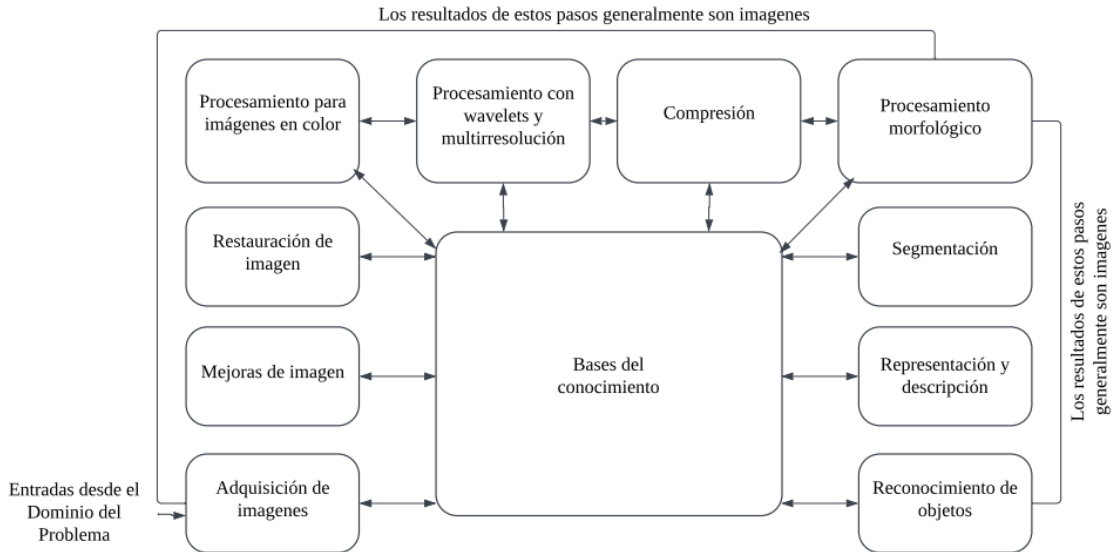 Los resultados de estos pasos generalmente son imagenes
Procesamiento para
imágenes en color
Procesamiento con
wavelets y
multirresolución
Compresión
Procesamiento
morfológico
Restauración de
imagen
Segmentación
Mejoras de imagen
Bases del
conocimiento
Representación y
descripción
Los resultados de estos pasos
generalmente son imagenes
Entradas desde el
Dominio del
Problema
Adquisición de
imagenes
Reconocimiento de
objetos